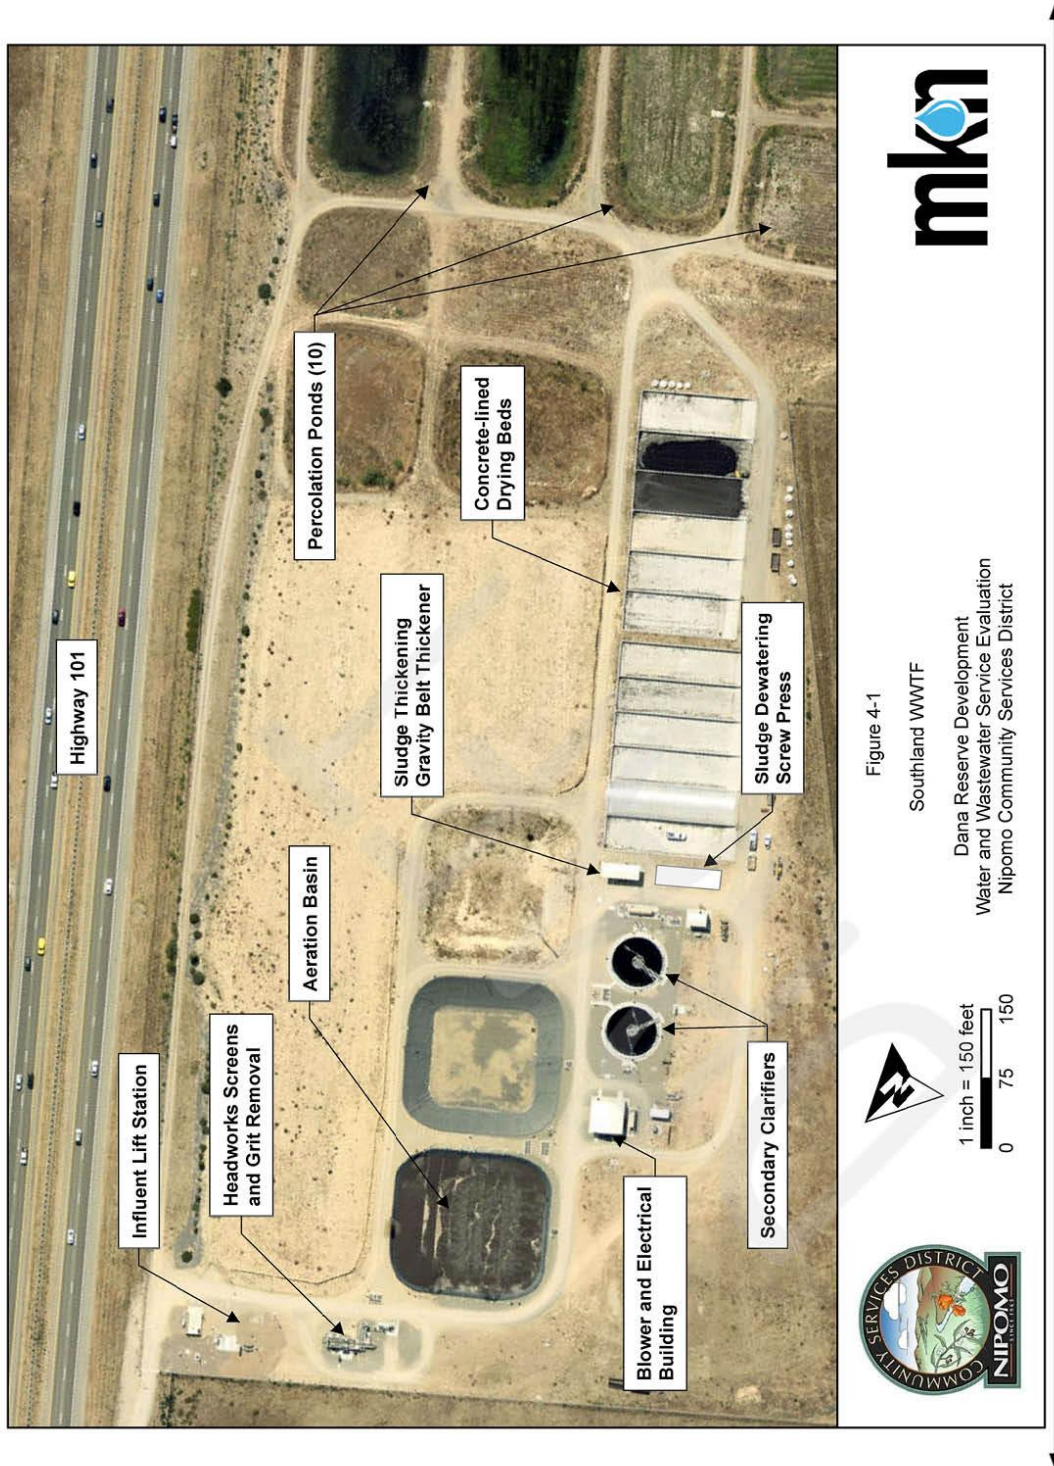 Highway 101
Influent Lift Station
Headworks Screens
and Grit Removal
Aeration Basin
Sludge Thickening
Gravity Belt Thickener
Percolation Ponds (10)
Concrete-lined
Drying Beds
Blower and Electrical
Building
Secondary Clarifiers
Sludge Dewatering
Screw Press
COMMUNITY SERVICES DISTRICT
NIPOMO
N
1 inch = 150 feet
0 75 150
Figure 4-1
Southland WWTF
Dana Reserve Development
Water and Wastewater Service Evaluation
Nipomo Community Services District
mkn